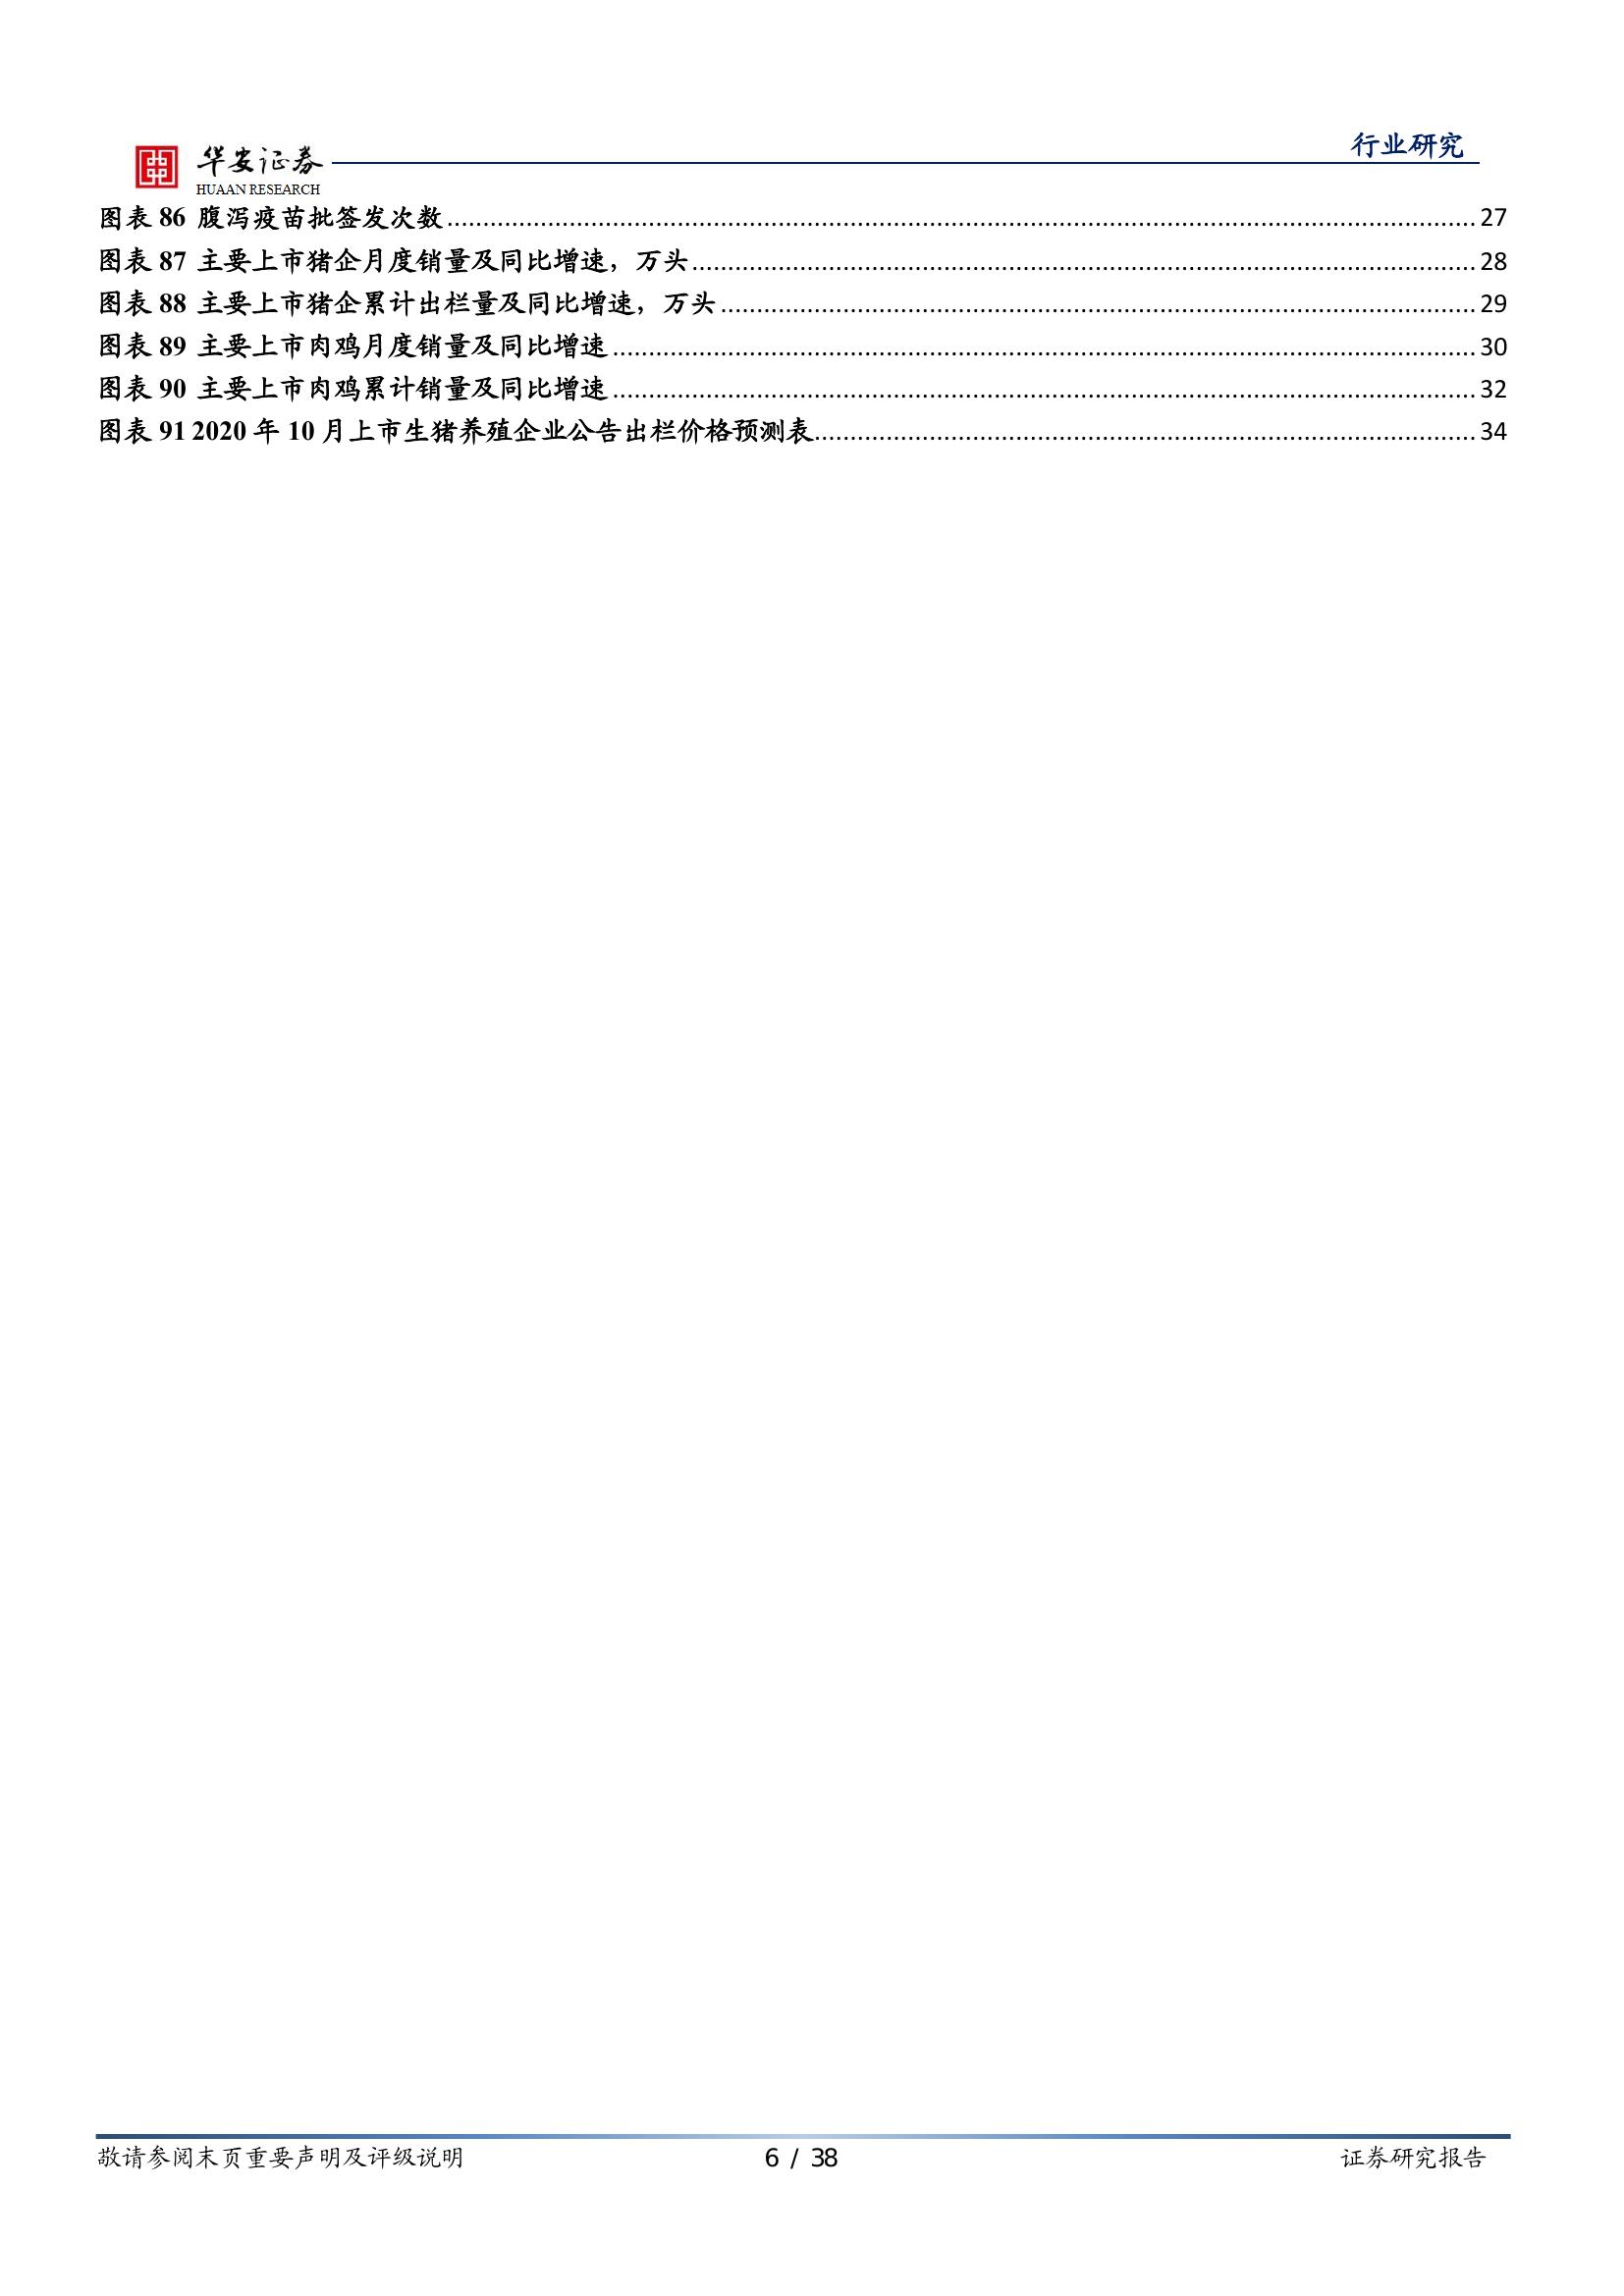 行业研究
华安证券
HUAAN RESEARCH
图表 86 腹泻疫苗批签发次数 27
图表 87 主要上市猪企月度销量及同比增速，万头 28
图表 88 主要上市猪企累计出栏量及同比增速，万头 29
图表 89 主要上市肉鸡月度销量及同比增速 30
图表 90 主要上市肉鸡累计销量及同比增速 32
图表 91 2020 年 10 月上市生猪养殖企业公告出栏价格预测表 34
敬请参阅末页重要声明及评级说明 6 / 38 证券研究报告